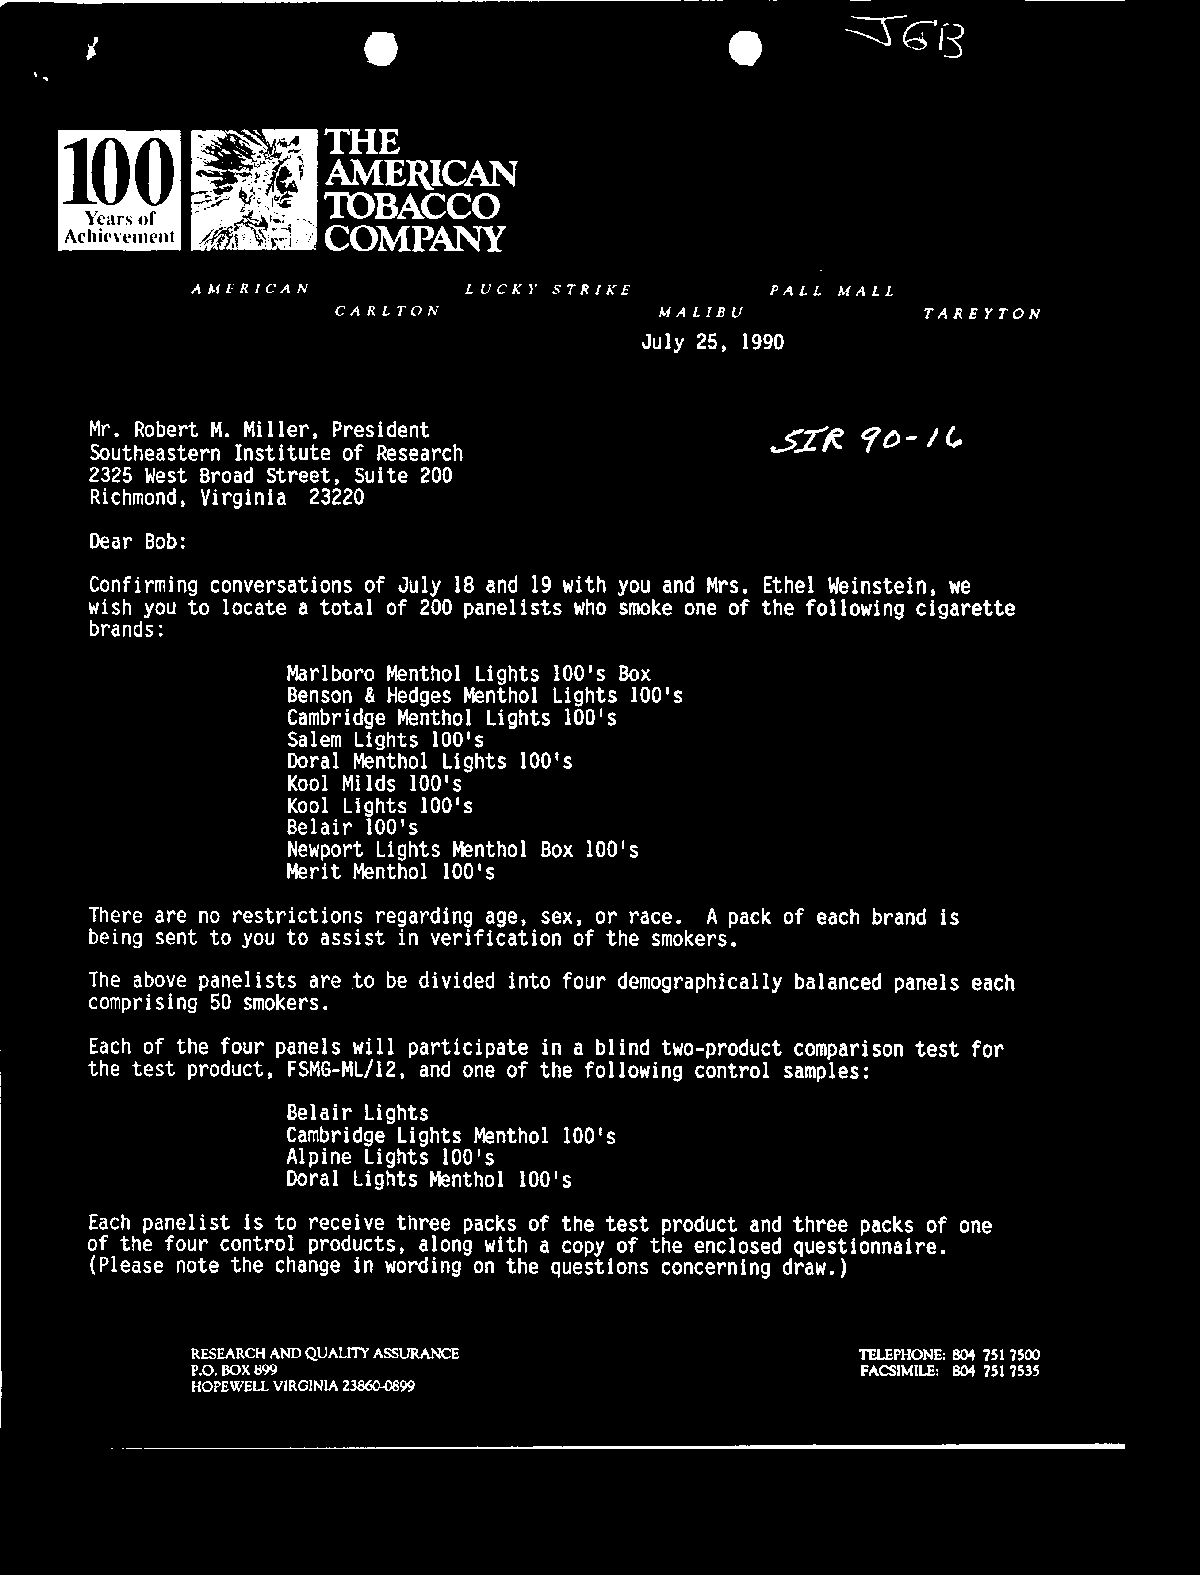 JGB
100
Years of
Achievement
THE
AMERICAN
TOBACCO
COMPANY
AMERICAN LUCKY STRIKE PALL MALL
CARLTON MALIBU TAREYTON
July 25, 1990
Mr. Robert M. Miller, President
Southeastern Institute of Research
2325 West Broad Street, Suite 200
Richmond, Virginia 23220
SIR 90-16
Dear Bob:
Confirming conversations of July 18 and 19 with you and Mrs. Ethel Weinstein, we
wish you to locate a total of 200 panelists who smoke one of the following cigarette
brands:
Marlboro Menthol Lights 100's Box
Benson & Hedges Menthol Lights 100's
Cambridge Menthol Lights 100's
Salem Lights 100's
Doral Menthol Lights 100's
Kool Milds 100's
Kool Lights 100's
Belair 100's
Newport Lights Menthol Box 100's
Merit Menthol 100's
There are no restrictions regarding age, sex, or race. A pack of each brand is
being sent to you to assist in verification of the smokers.
The above panelists are to be divided into four demographically balanced panels each
comprising 50 smokers.
Each of the four panels will participate in a blind two-product comparison test for
the test product, FSMG-ML/12, and one of the following control samples:
Belair Lights
Cambridge Lights Menthol 100's
Alpine Lights 100's
Doral Lights Menthol 100's
Each panelist is to receive three packs of the test product and three packs of one
of the four control products, along with a copy of the enclosed questionnaire.
(Please note the change in wording on the questions concerning draw.)
RESEARCH AND QUALITY ASSURANCE
P.O. BOX 899
HOPEWELL VIRGINIA 23860-0899
TELEPHONE: 804 751 7500
FACSIMILE: 804 751 7535